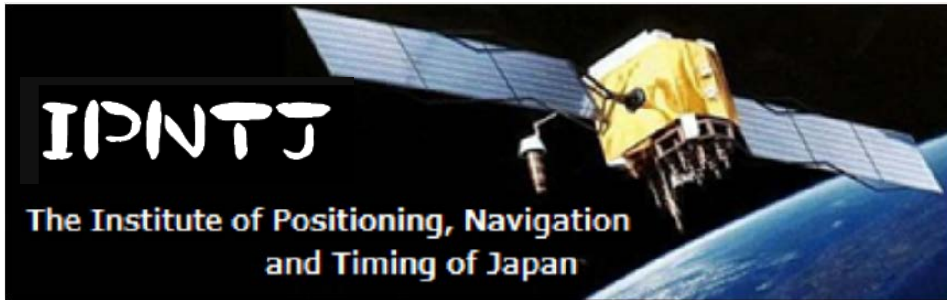 IPNTJ
The Institute of Positioning, Navigation
and Timing of Japan